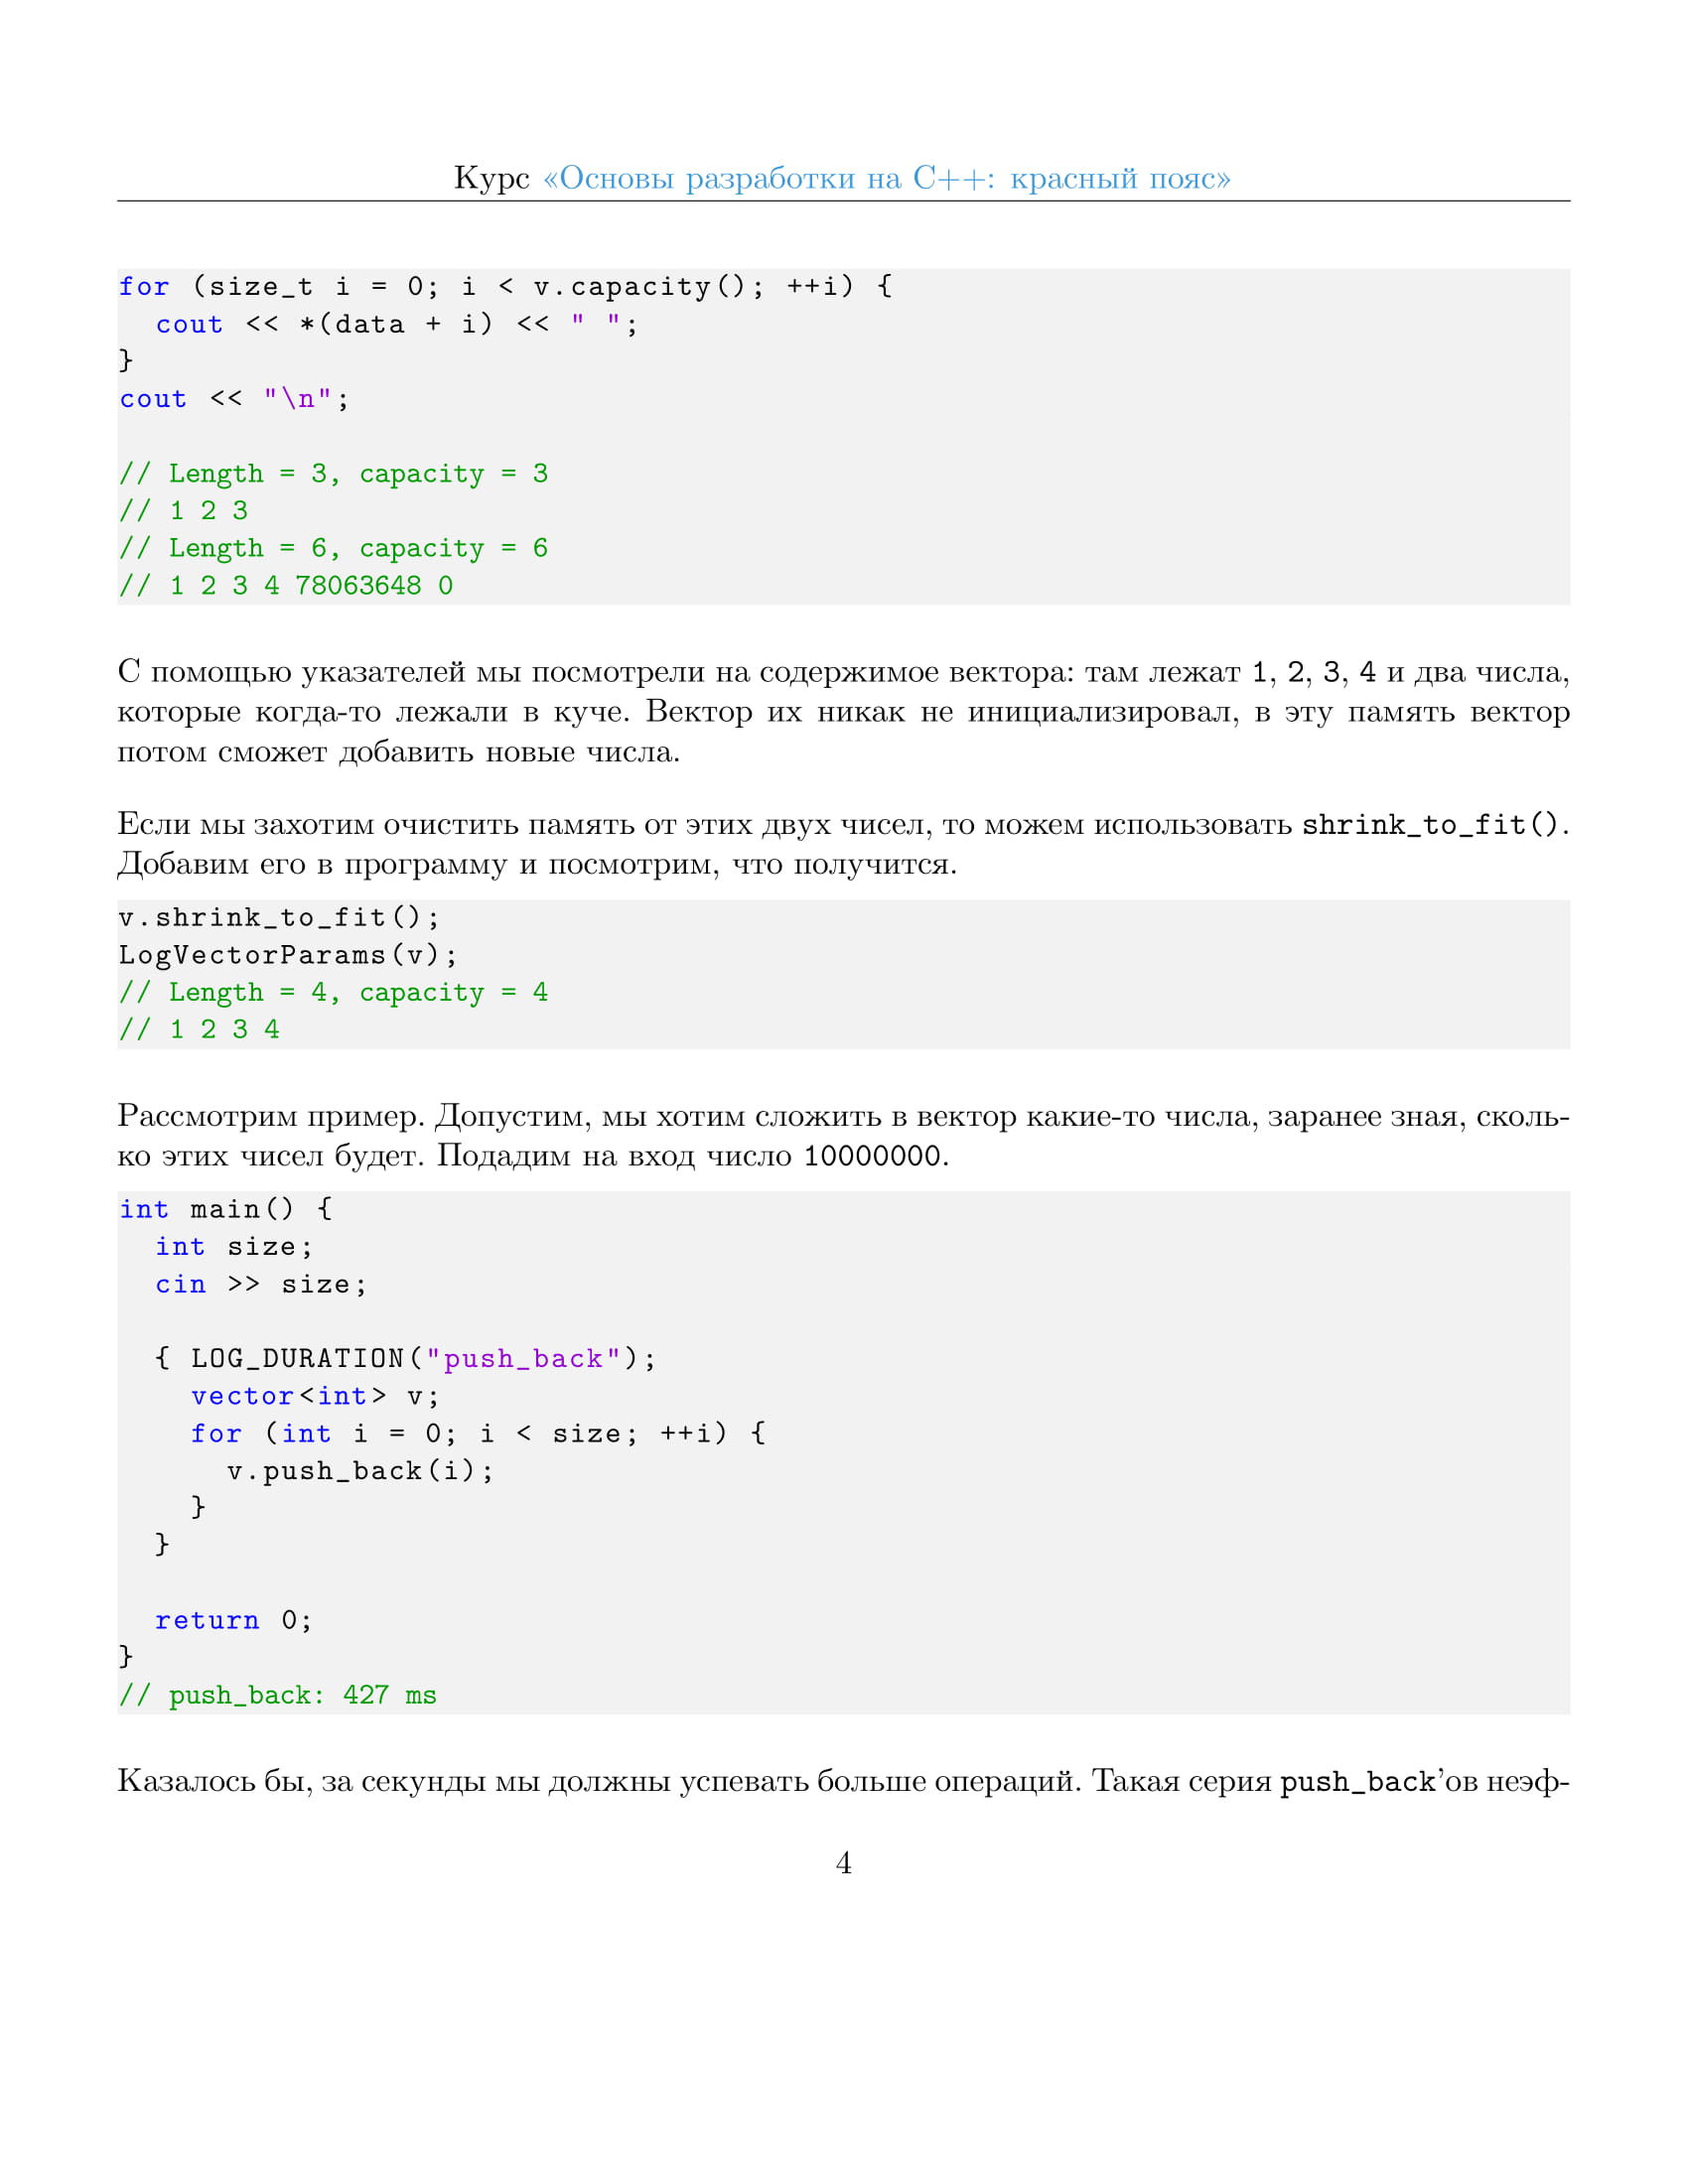 Курс «Основы разработки на C++: красный пояс»
for (size_t i = 0; i < v.capacity(); ++i) {
  cout << *(data + i) << " ";
}
cout << "\n";

// Length = 3, capacity = 3
// 1 2 3
// Length = 6, capacity = 6
// 1 2 3 4 78063648 0
С помощью указателей мы посмотрели на содержимое вектора: там лежат 1, 2, 3, 4 и два числа,
которые когда-то лежали в куче. Вектор их никак не инициализировал, в эту память вектор
потом сможет добавить новые числа.
Если мы захотим очистить память от этих двух чисел, то можем использовать shrink_to_fit().
Добавим его в программу и посмотрим, что получится.
v.shrink_to_fit();
LogVectorParams(v);
// Length = 4, capacity = 4
// 1 2 3 4
Рассмотрим пример. Допустим, мы хотим сложить в вектор какие-то числа, заранее зная, сколь-
ко этих чисел будет. Подадим на вход число 10000000.
int main() {
  int size;
  cin >> size;

  { LOG_DURATION("push_back");
    vector<int> v;
    for (int i = 0; i < size; ++i) {
      v.push_back(i);
    }
  }

  return 0;
}
// push_back: 427 ms
Казалось бы, за секунды мы должны успевать больше операций. Такая серия push_back'ов неэф-
4